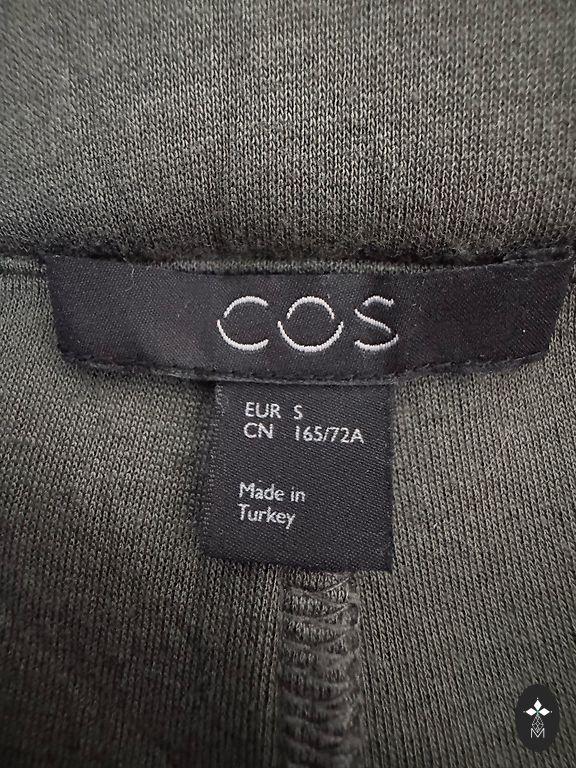 COS
EUR S
CN 165/72A
Made in
Turkey
M